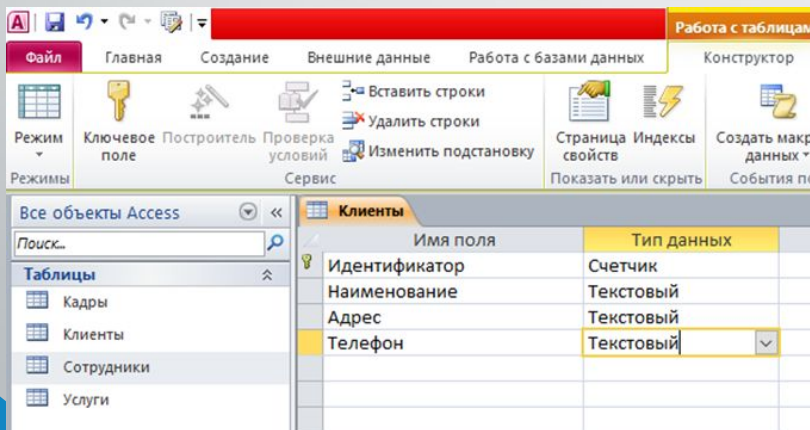 Работа с таблицам
Файл Главная Создание Внешние данные Работа с базами данных Конструктор
Вставить строки
Удалить строки
Изменить подстановку
Режим
Ключевое поле
Построитель
Проверка условий
Страница свойств
Индексы
Создать макр
данных
Режимы Сервис Показать или скрыть События по
Все объекты Access
Поиск...
Таблицы
Кадры
Клиенты
Сотрудники
Услуги
Клиенты
Имя поля Тип данных
Идентификатор Счетчик
Наименование Текстовый
Адрес Текстовый
Телефон Текстовый